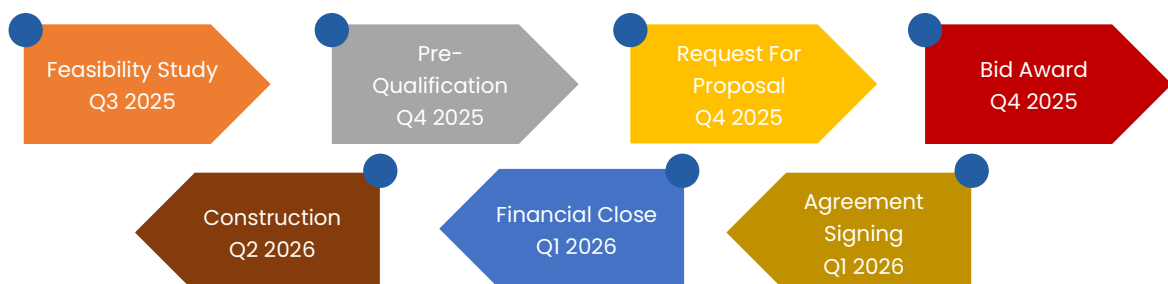 Feasibility Study
Q3 2025
Pre-
Qualification
Q4 2025
Request For
Proposal
Q4 2025
Bid Award
Q4 2025
Agreement
Signing
Q1 2026
Financial Close
Q1 2026
Construction
Q2 2026